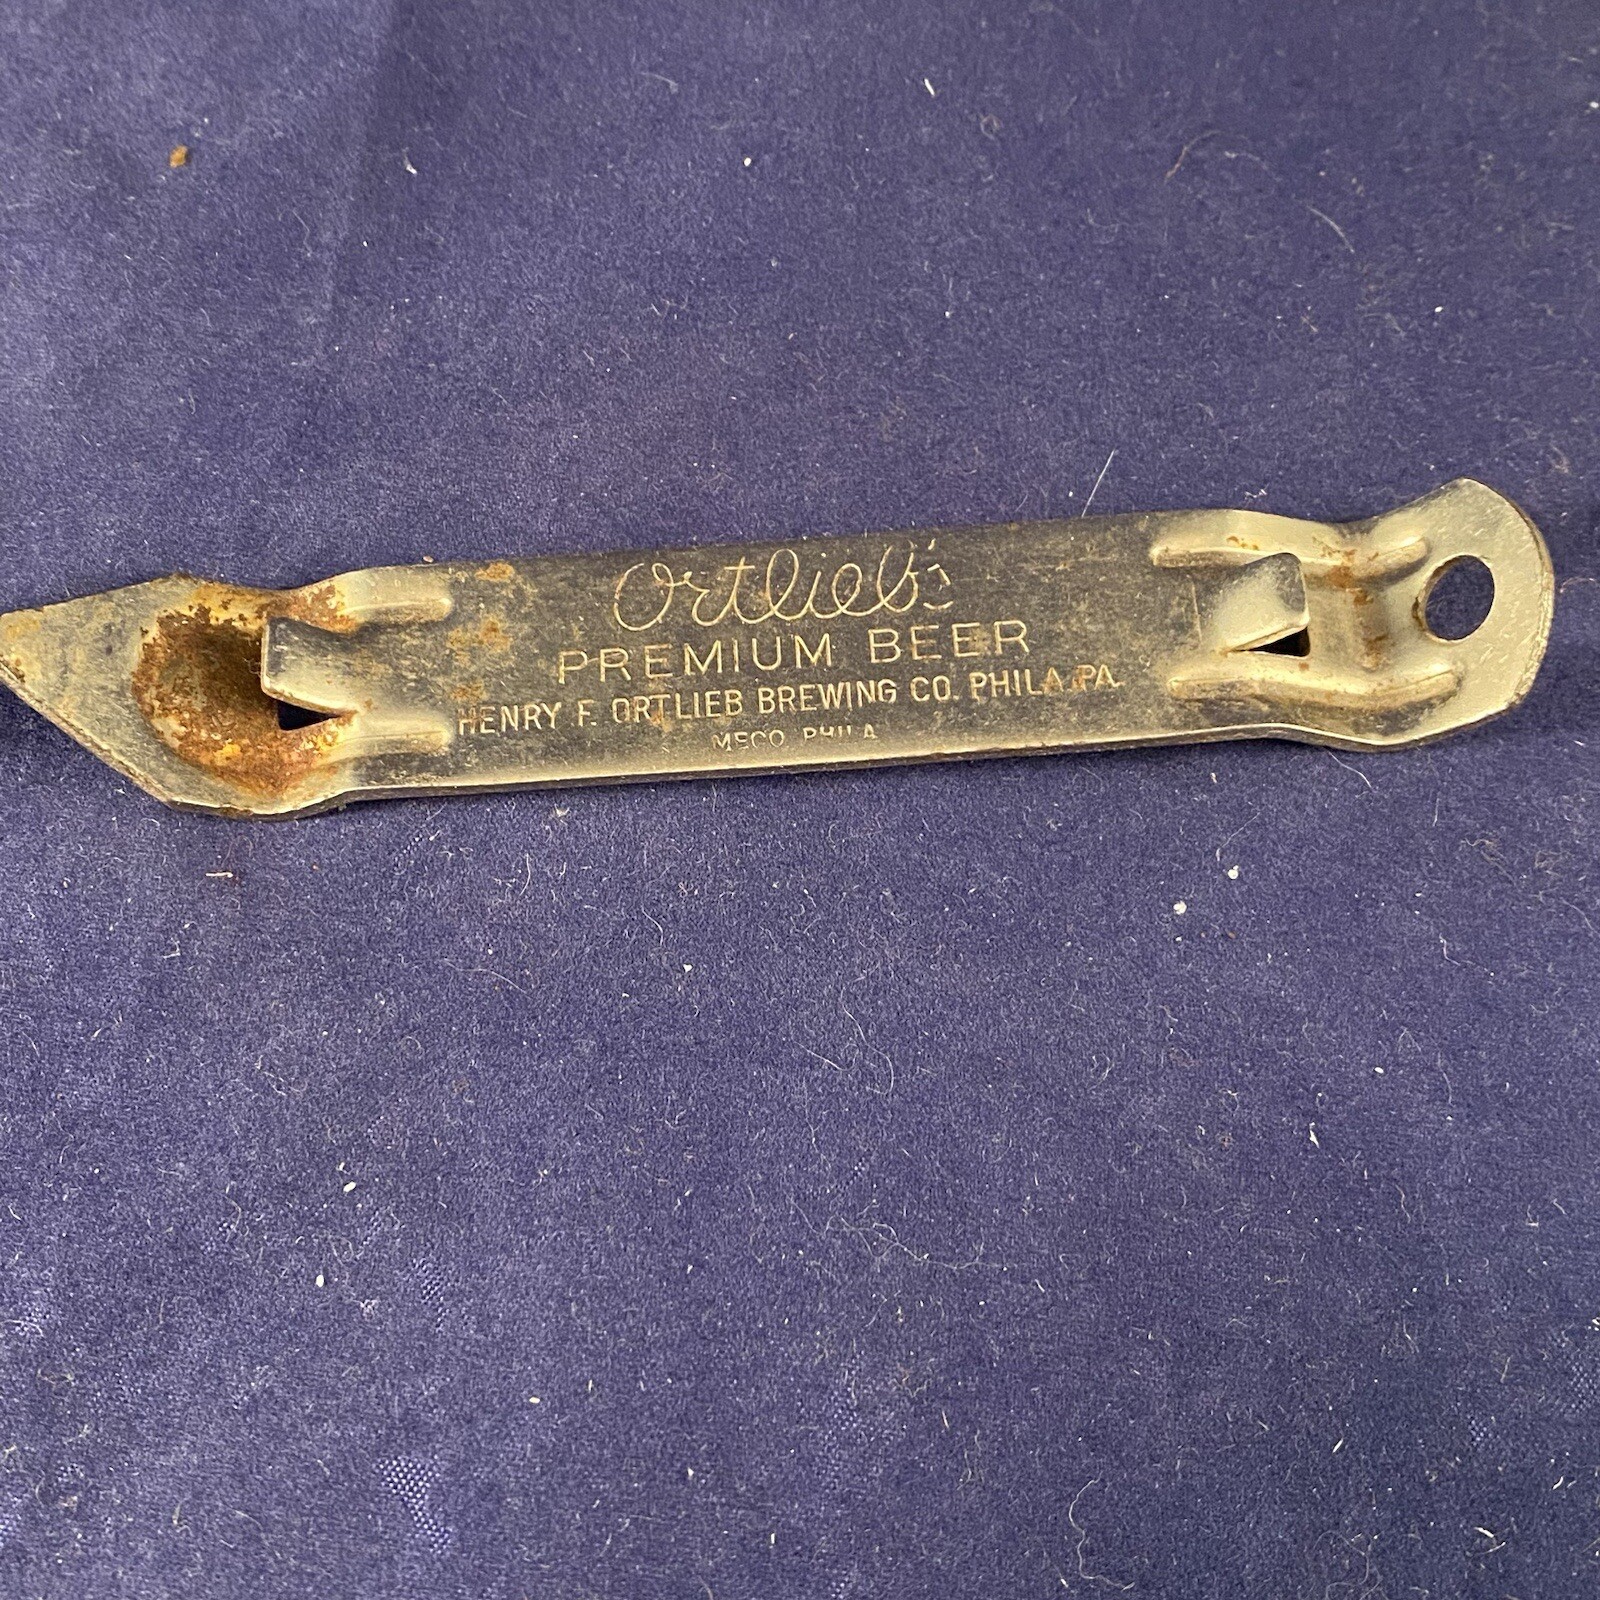 Ortlieb's
PREMIUM BEER
HENRY F. ORTLIEB BREWING CO. PHILA. PA.
MECO PHILA